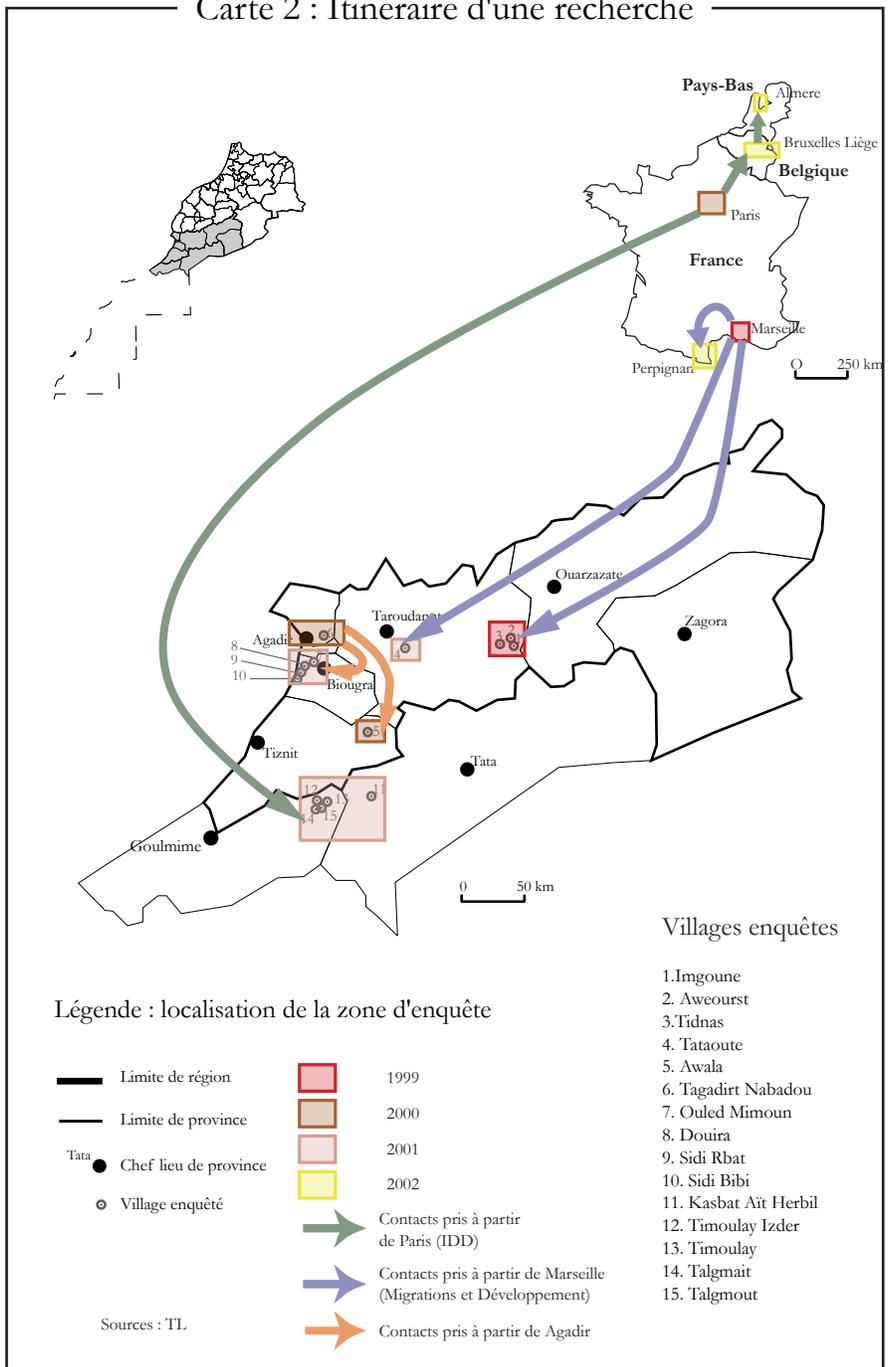 Carte 2 : Itinéraire d'une recherche
Pays-Bas
Almere
Bruxelles Liège
Belgique
Paris
France
Marseille
Perpignan
O 250 km
Ouarzazate
Taroudant
Zagora
Agadir
6
3 2
8
9
10
4
Biougra
5
Tiznit
Tata
12
11
13
14
15
Goulmime
0 50 km
Villages enquêtes
1.Imgoune
2. Aweourst
3.Tidnas
4. Tataoute
5. Awala
6. Tagadirt Nabadou
7. Ouled Mimoun
8. Douira
9. Sidi Rbat
10. Sidi Bibi
11. Kasbat Aït Herbil
12. Timoulay Izder
13. Timoulay
14. Talgmait
15. Talgmout
Légende : localisation de la zone d'enquête
Limite de région
Limite de province
Tata
Chef lieu de province
Village enquêté
1999
2000
2001
2002
Contacts pris à partir
de Paris (IDD)
Contacts pris à partir de Marseille
(Migrations et Développement)
Contacts pris à partir de Agadir
Sources : TL